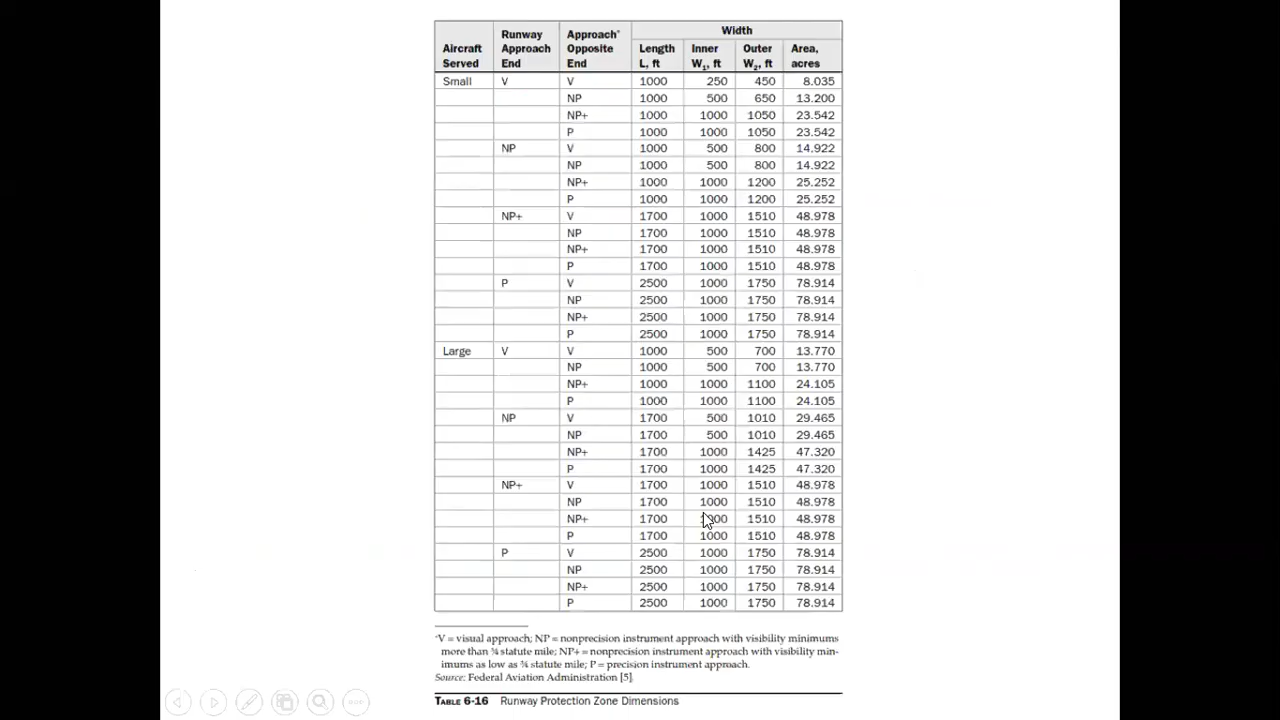 Width
Aircraft Served Runway Approach End Approach* Opposite End Length L, ft Inner W1, ft Outer W2, ft Area, acres
Small V V 1000 250 450 8.035
NP 1000 500 650 13.200
NP+ 1000 1000 1050 23.542
P 1000 1000 1050 23.542
NP V 1000 500 800 14.922
NP 1000 500 800 14.922
NP+ 1000 1000 1200 25.252
P 1000 1000 1200 25.252
NP+ V 1700 1000 1510 48.978
NP 1700 1000 1510 48.978
NP+ 1700 1000 1510 48.978
P 1700 1000 1510 48.978
P V 2500 1000 1750 78.914
NP 2500 1000 1750 78.914
NP+ 2500 1000 1750 78.914
P 2500 1000 1750 78.914
Large V V 1000 500 700 13.770
NP 1000 500 700 13.770
NP+ 1000 1000 1100 24.105
P 1000 1000 1100 24.105
NP V 1700 500 1010 29.465
NP 1700 500 1010 29.465
NP+ 1700 1000 1425 47.320
P 1700 1000 1425 47.320
NP+ V 1700 1000 1510 48.978
NP 1700 1000 1510 48.978
NP+ 1700 1000 1510 48.978
P 1700 1000 1510 48.978
P V 2500 1000 1750 78.914
NP 2500 1000 1750 78.914
NP+ 2500 1000 1750 78.914
P 2500 1000 1750 78.914
*V = visual approach; NP = nonprecision instrument approach with visibility minimums
more than ¾ statute mile; NP+ = nonprecision instrument approach with visibility min-
imums as low as ¾ statute mile; P = precision instrument approach.
Source: Federal Aviation Administration [5].
TABLE 6-16 Runway Protection Zone Dimensions